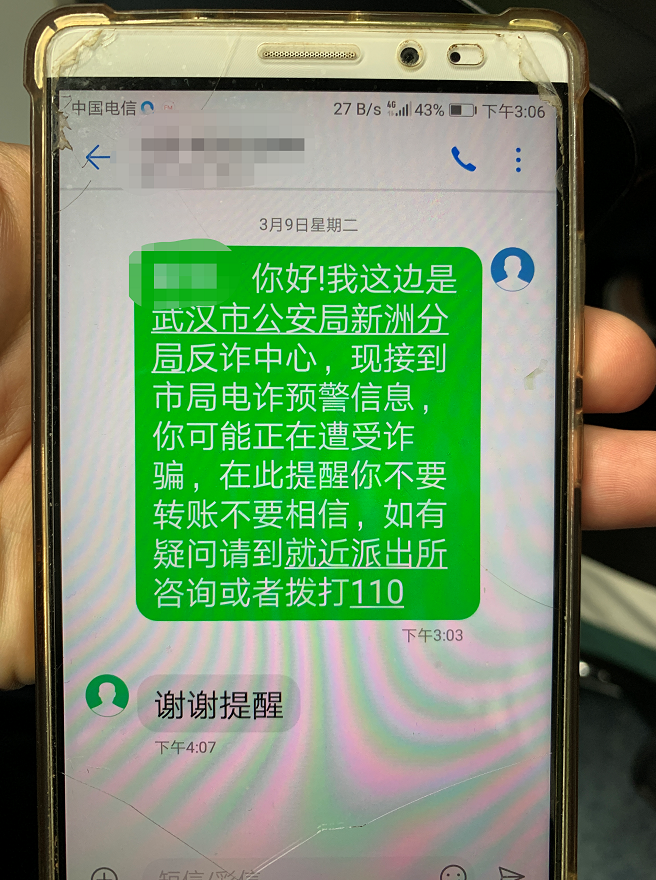 中国电信
27 B/s 4G 43% 下午3:06
3月9日星期二
你好!我这边是
武汉市公安局新洲分
局反诈中心，现接到
市局电诈预警信息，
你可能正在遭受诈
骗，在此提醒你不要
转账不要相信，如有
疑问请到就近派出所
咨询或者拨打110
下午3:03
谢谢提醒
下午4:07
短信/彩信